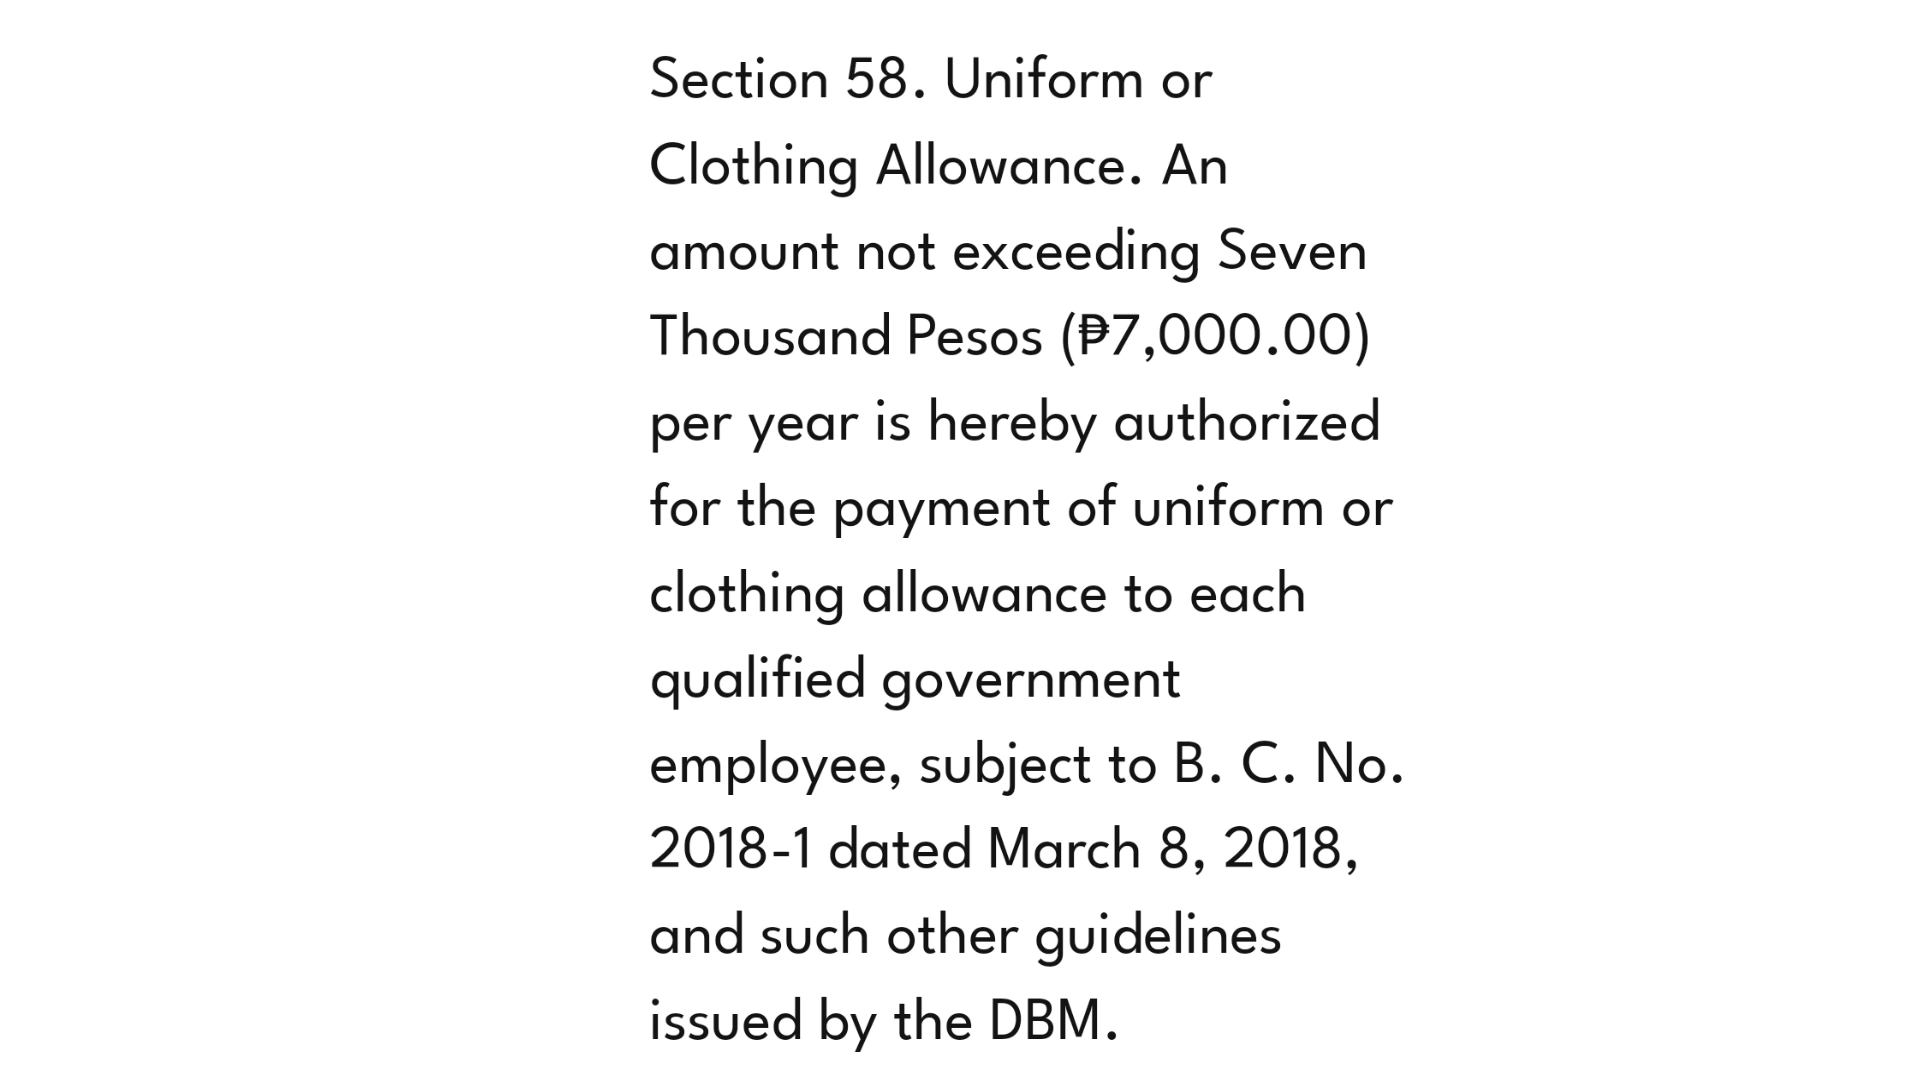 Section 58. Uniform or
Clothing Allowance. An
amount not exceeding Seven
Thousand Pesos (₱7,000.00)
per year is hereby authorized
for the payment of uniform or
clothing allowance to each
qualified government
employee, subject to B. C. No.
2018-1 dated March 8, 2018,
and such other guidelines
issued by the DBM.